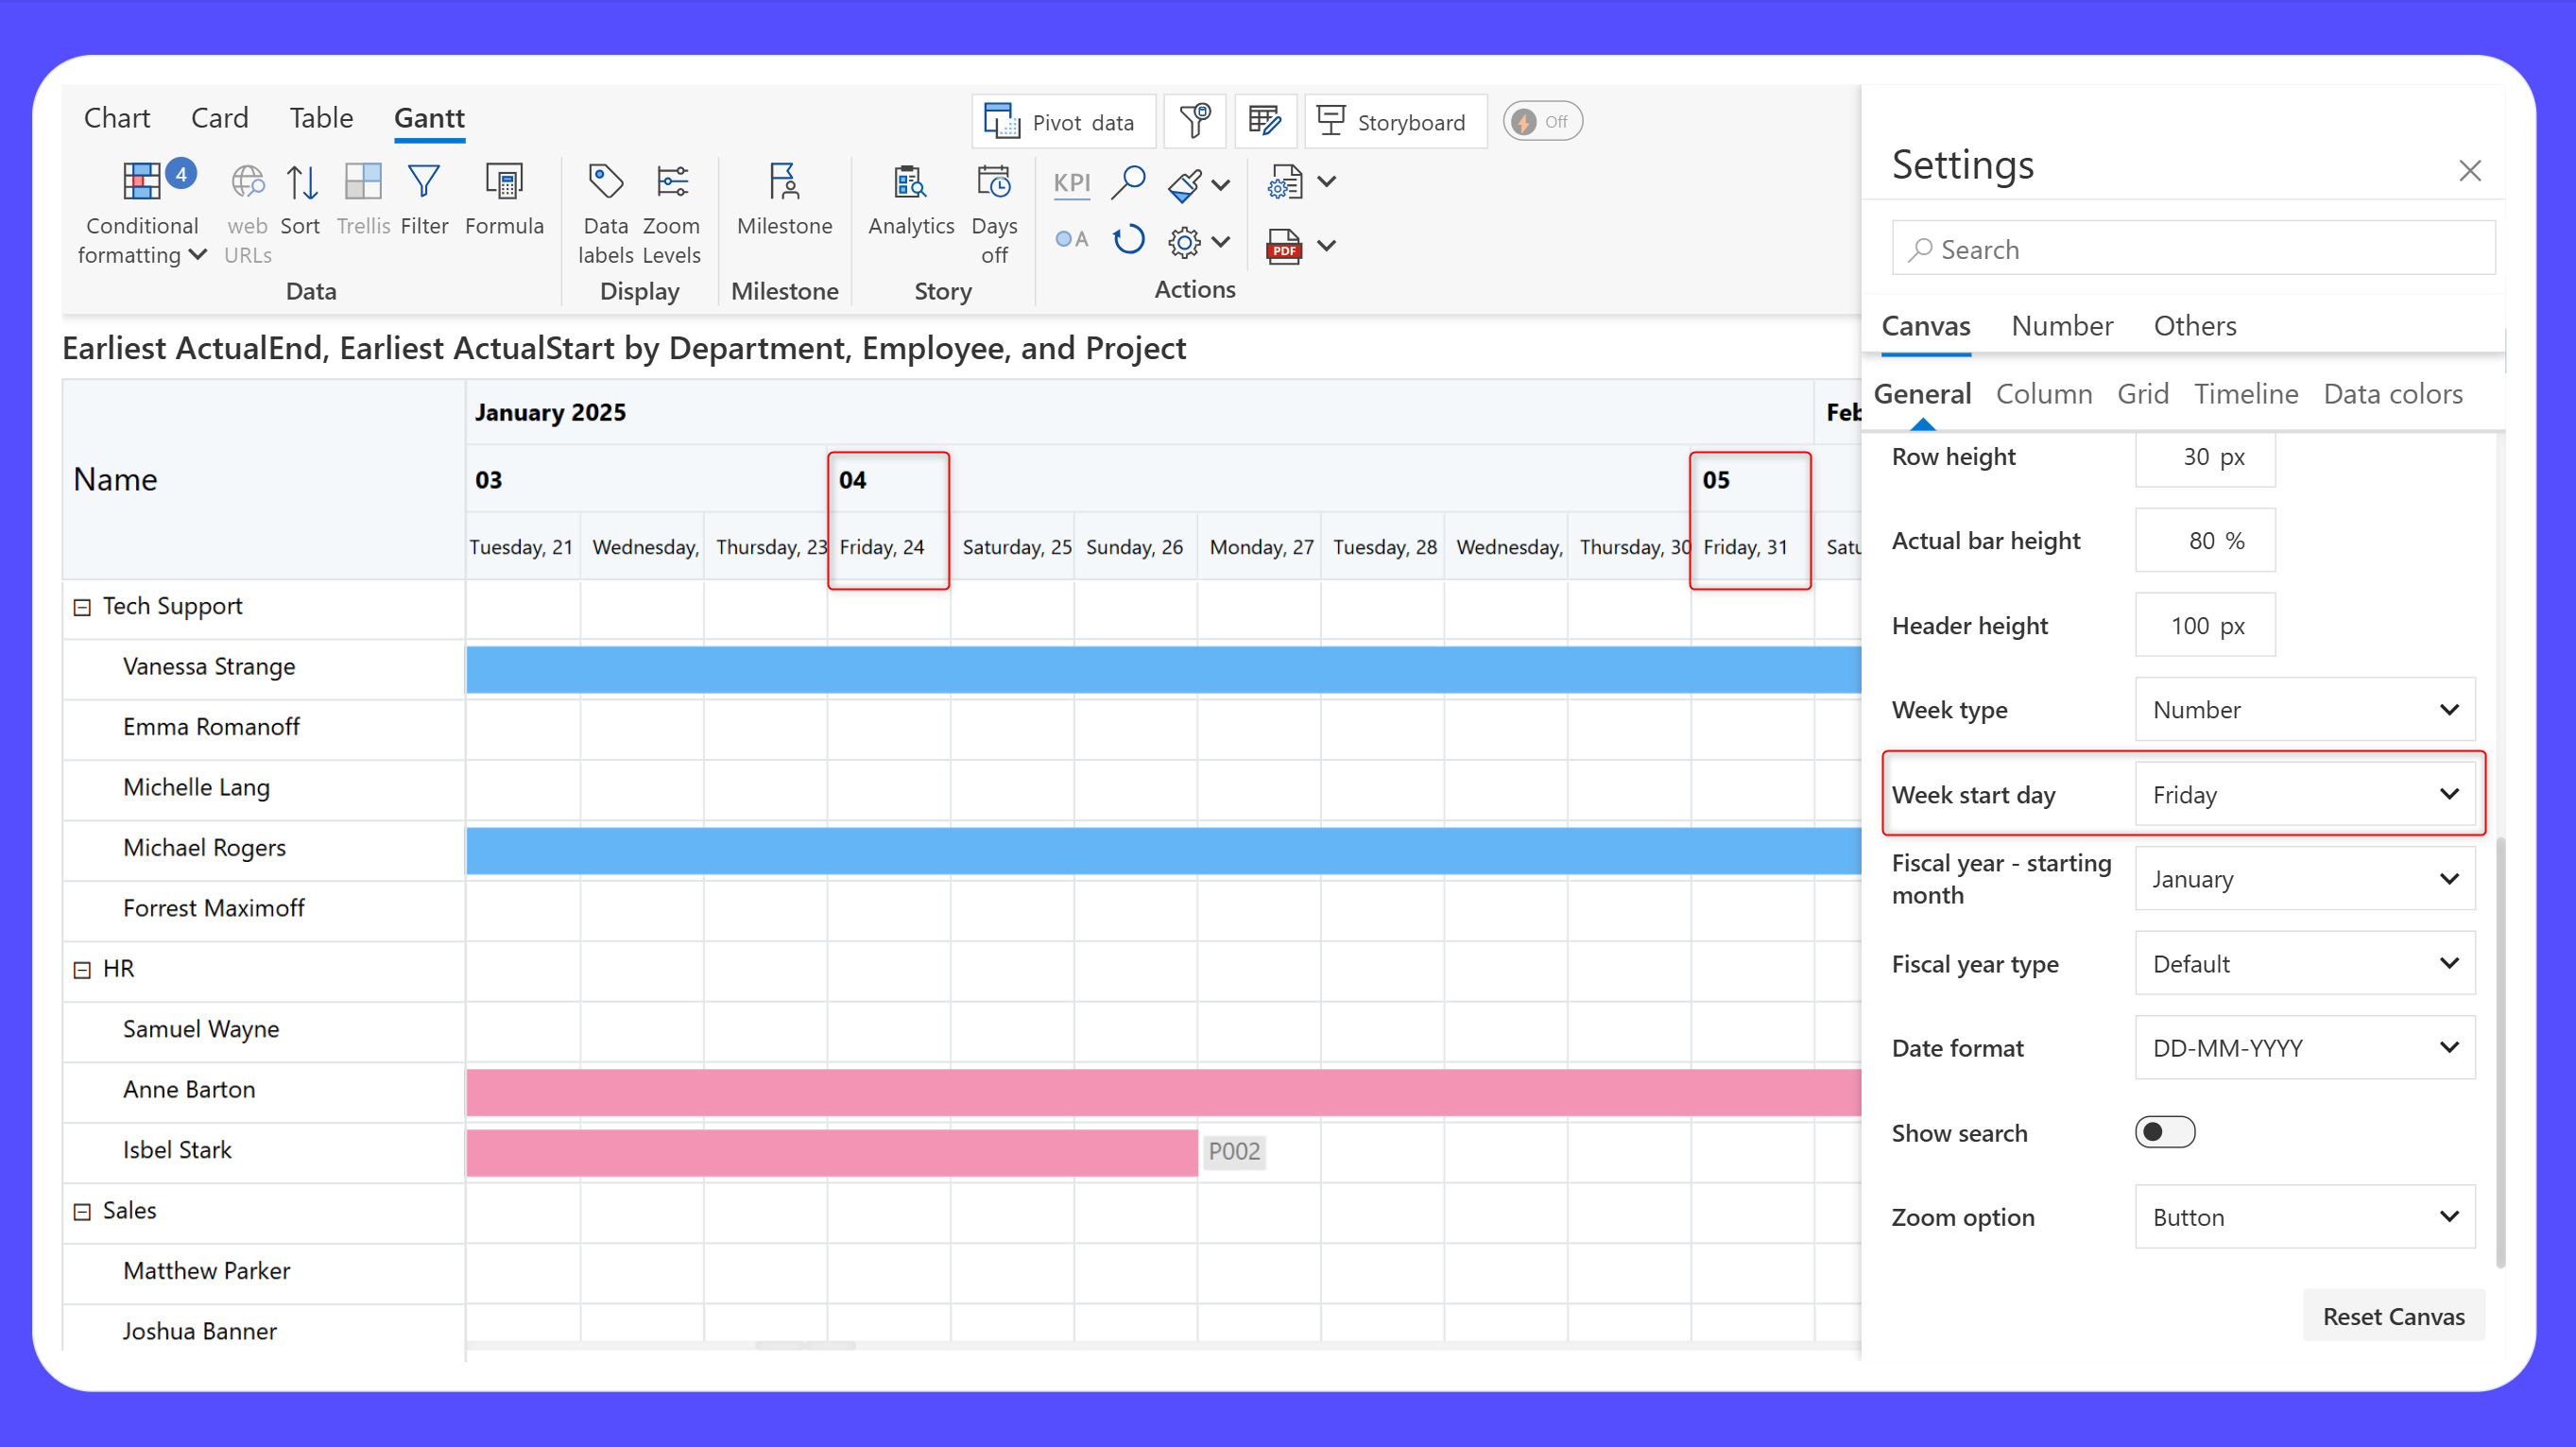 Chart Card Table Gantt
Pivot data
Storyboard
Off
4
Conditional formatting
web URLs
Sort
Trellis
Filter
Formula
Data
Data labels
Zoom Levels
Display
Milestone
Milestone
Analytics
Days off
Story
KPI
A
PDF
Actions
Earliest ActualEnd, Earliest ActualStart by Department, Employee, and Project
Name
January 2025
Feb
03 04 05
Tuesday, 21 Wednesday, Thursday, 23 Friday, 24 Saturday, 25 Sunday, 26 Monday, 27 Tuesday, 28 Wednesday, Thursday, 30 Friday, 31 Satu
Tech Support
Vanessa Strange
Emma Romanoff
Michelle Lang
Michael Rogers
Forrest Maximoff
HR
Samuel Wayne
Anne Barton
Isbel Stark
P002
Sales
Matthew Parker
Joshua Banner
Settings
Search
Canvas Number Others
General Column Grid Timeline Data colors
Row height 30 px
Actual bar height 80 %
Header height 100 px
Week type Number
Week start day Friday
Fiscal year - starting month January
Fiscal year type Default
Date format DD-MM-YYYY
Show search
Zoom option Button
Reset Canvas